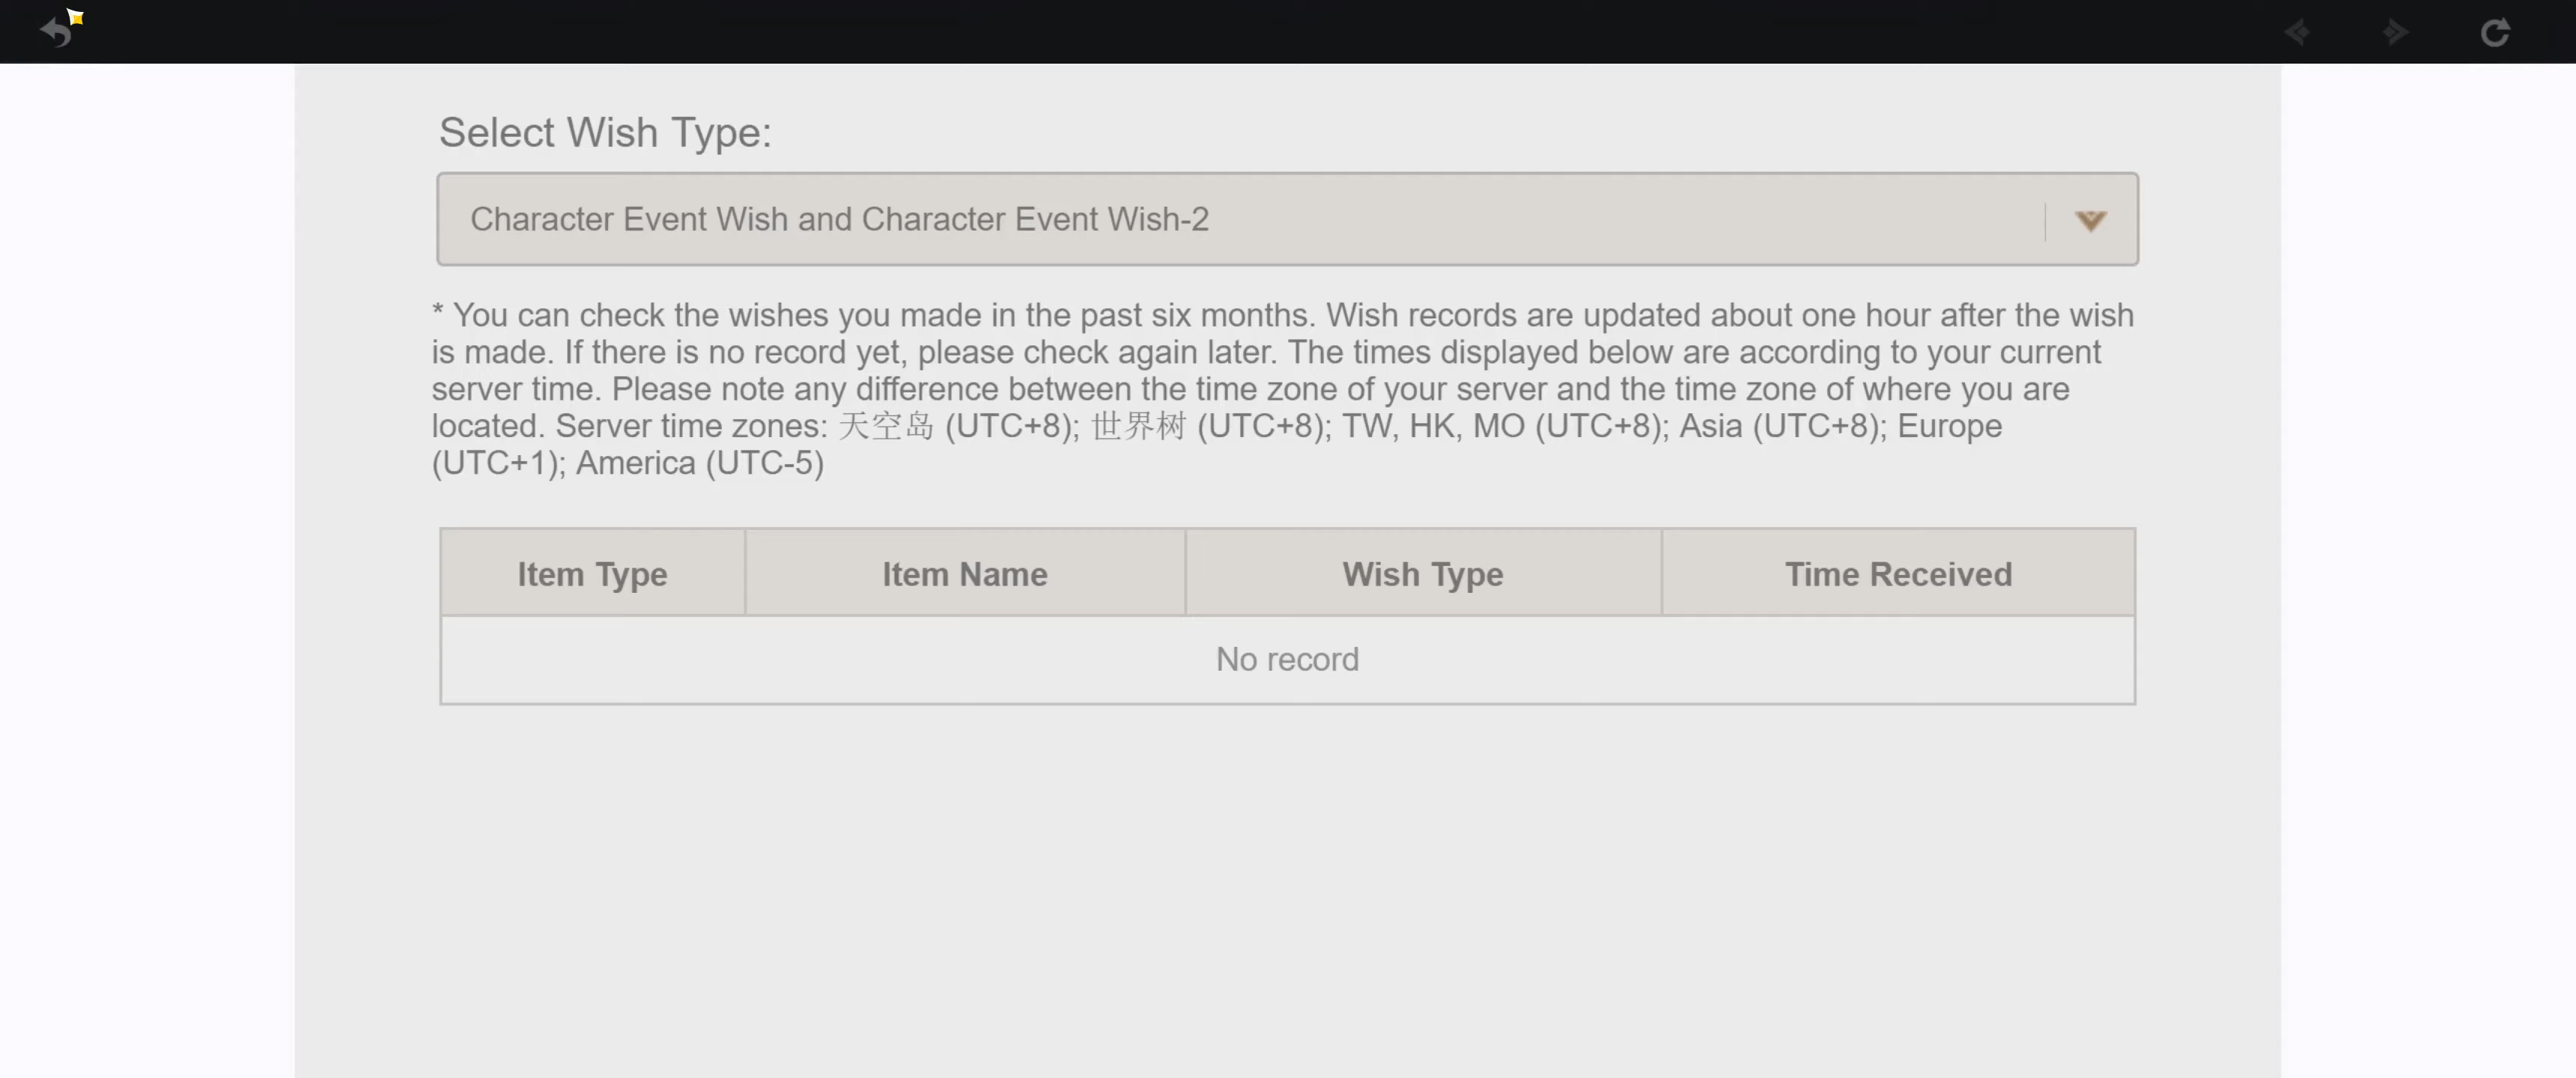 Select Wish Type:
Character Event Wish and Character Event Wish-2
* You can check the wishes you made in the past six months. Wish records are updated about one hour after the wish
is made. If there is no record yet, please check again later. The times displayed below are according to your current
server time. Please note any difference between the time zone of your server and the time zone of where you are
located. Server time zones: 天空岛 (UTC+8); 世界树 (UTC+8); TW, HK, MO (UTC+8); Asia (UTC+8); Europe
(UTC+1); America (UTC-5)
Item Type Item Name Wish Type Time Received
No record